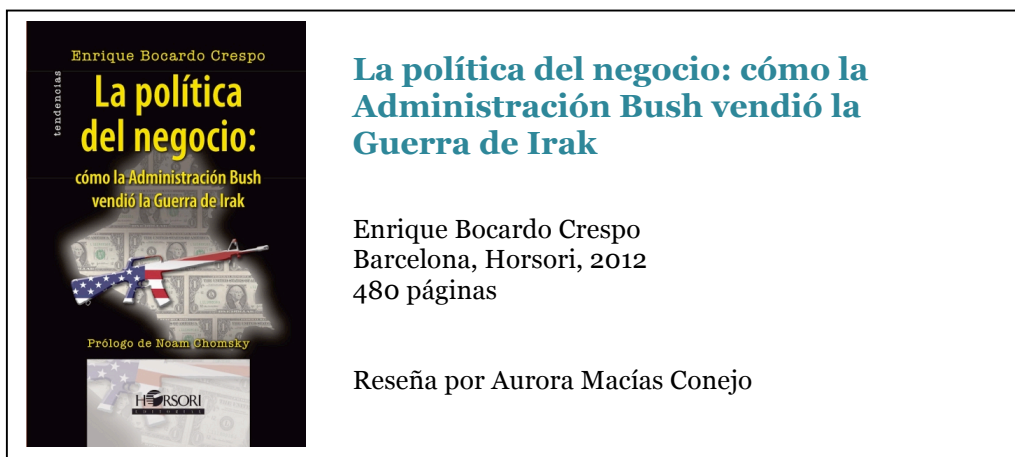 Enrique Bocardo Crespo
tendencias
La política
del negocio:
cómo la Administración Bush
vendió la Guerra de Irak
Prólogo de Noam Chomsky
HORSORI
EDITORIAL
La política del negocio: cómo la
Administración Bush vendió la
Guerra de Irak
Enrique Bocardo Crespo
Barcelona, Horsori, 2012
480 páginas
Reseña por Aurora Macías Conejo